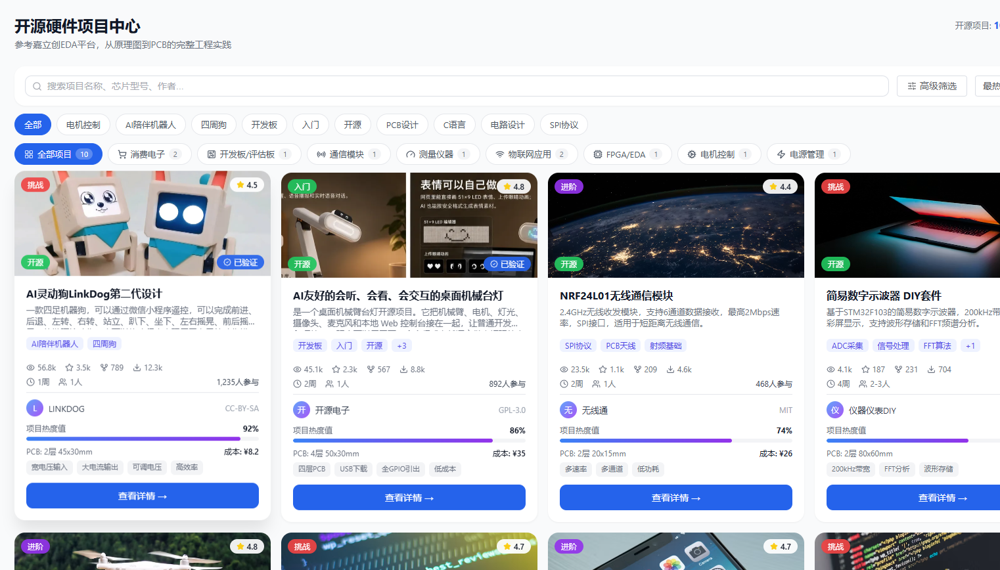 开源硬件项目中心
开源项目:
参考嘉立创EDA平台，从原理图到PCB的完整工程实践
搜索项目名称、芯片型号、作者...
高级筛选
最热
全部 电机控制 AI陪伴机器人 四周狗 开发板 入门 开源 PCB设计 C语言 电路设计 SPI协议
全部项目 10 消费电子 2 开发板/评估板 1 通信模块 1 测量仪器 1 物联网应用 2 FPGA/EDA 1 电机控制 1 电源管理 1
挑战 4.5
开源 已验证
AI灵动狗LinkDog第二代设计
一款四足机器狗，可以通过微信小程序遥控，可以完成前进、
后退、左转、右转、站立、趴下、坐下、左右摇晃、前后摇...
AI陪伴机器人 四周狗
56.8k 3.5k 789 12.3k
1周 1人 1,235人参与
L LINKDOG CC-BY-SA
项目热度值 92%
PCB: 2层 45x30mm 成本: ¥8.2
宽电压输入 大电流输出 可调电压 高效率
查看详情 →
入门 4.8
语音播报和实时语音对话。
表情可以自己做
网页里能直接画 51×9 LED 表情、上传眼睛动画;
AI 也能按安全格式生成表情素材。
51×9 LED 编辑器
上传眼睛动画
开源 已验证
AI友好的会听、会看、会交互的桌面机械台灯
是一个桌面机械臂台灯开源项目。它把机械臂、电机、灯光、
摄像头、麦克风和本地 Web 控制台接在一起，让普通开发...
开发板 入门 开源 +3
45.1k 2.3k 567 8.8k
2周 1人 892人参与
开 开源电子 GPL-3.0
项目热度值 86%
PCB: 4层 50x30mm 成本: ¥35
四层PCB USB下载 全GPIO引出 低成本
查看详情 →
进阶 4.4
开源
NRF24L01无线通信模块
2.4GHz无线收发模块，支持6通道数据接收，最高2Mbps速
率，SPI接口，适用于短距离无线通信。
SPI协议 PCB天线 射频基础
23.5k 1.1k 209 4.6k
2周 1人 468人参与
无 无线通 MIT
项目热度值 74%
PCB: 2层 20x15mm 成本: ¥26
多速率 多通道 低功耗
查看详情 →
挑战
开源
简易数字示波器 DIY套件
基于STM32F103的简易数字示波器，200kHz带
彩屏显示，支持波形存储和FFT频谱分析。
ADC采集 信号处理 FFT算法 +1
4.1k 187 231 704
4周 2-3人
仪 仪器仪表DIY
项目热度值
PCB: 2层 80x60mm
200kHz带宽 FFT分析 波形存储
查看详情 →
进阶 4.8
挑战 4.7
进阶 4.7
Camera
挑战